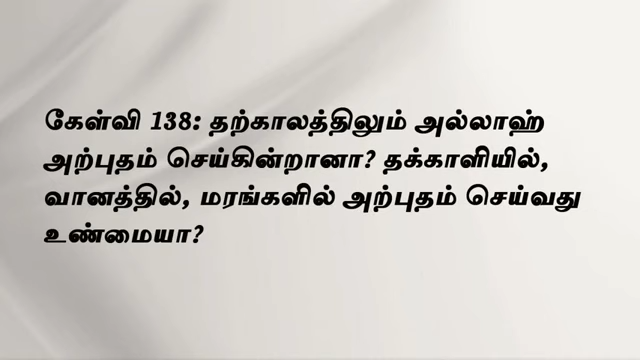 கேள்வி 138: தற்காலத்திலும் அல்லாஹ்
அற்புதம் செய்கின்றானா? தக்காளியில்,
வானத்தில், மரங்களில் அற்புதம் செய்வது
உண்மையா?